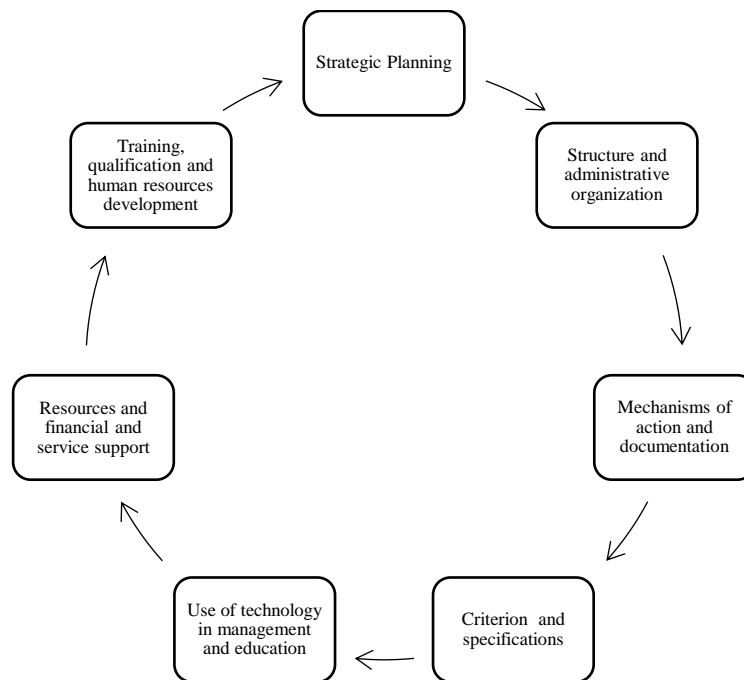 Strategic Planning
Structure and
administrative
organization
Mechanisms of
action and
documentation
Criterion and
specifications
Use of technology
in management
and education
Resources and
financial and
service support
Training,
qualification and
human resources
development